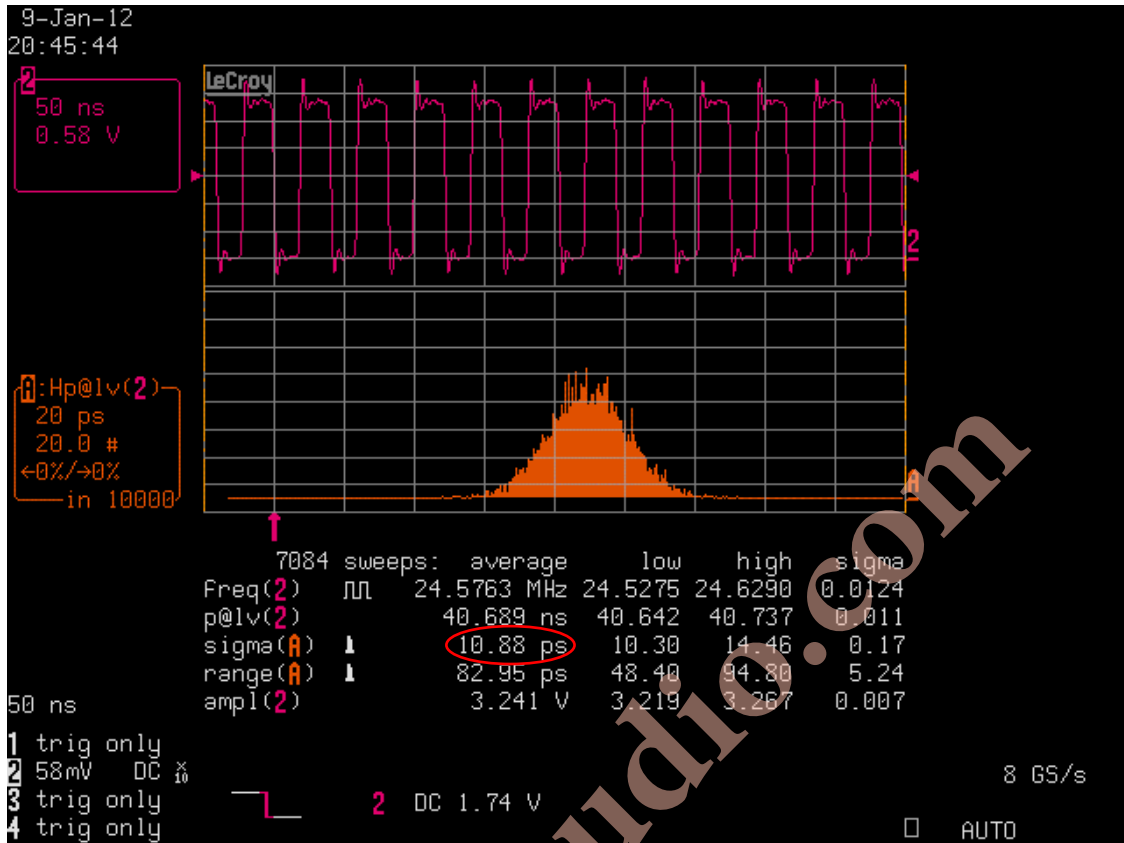 9-Jan-12
20:45:44
2
50 ns
0.58 V
LeCroy
2
A:Hp@lv(2)
20 ps
20.0 #
←0%/→0%
in 10000
A
7084 sweeps: average low high sigma
freq(2) 24.5763 MHz 24.5275 24.6290 0.0124
p@lv(2) 40.689 ns 40.642 40.737 0.011
sigma(A) 10.88 ps 10.30 14.46 0.17
range(A) 82.95 ps 48.40 94.80 5.24
ampl(2) 3.241 V 3.219 3.267 0.007
50 ns
1 trig only
2 58mV DC X10
3 trig only
4 trig only
2 DC 1.74 V
8 GS/s
AUTO
udio.com